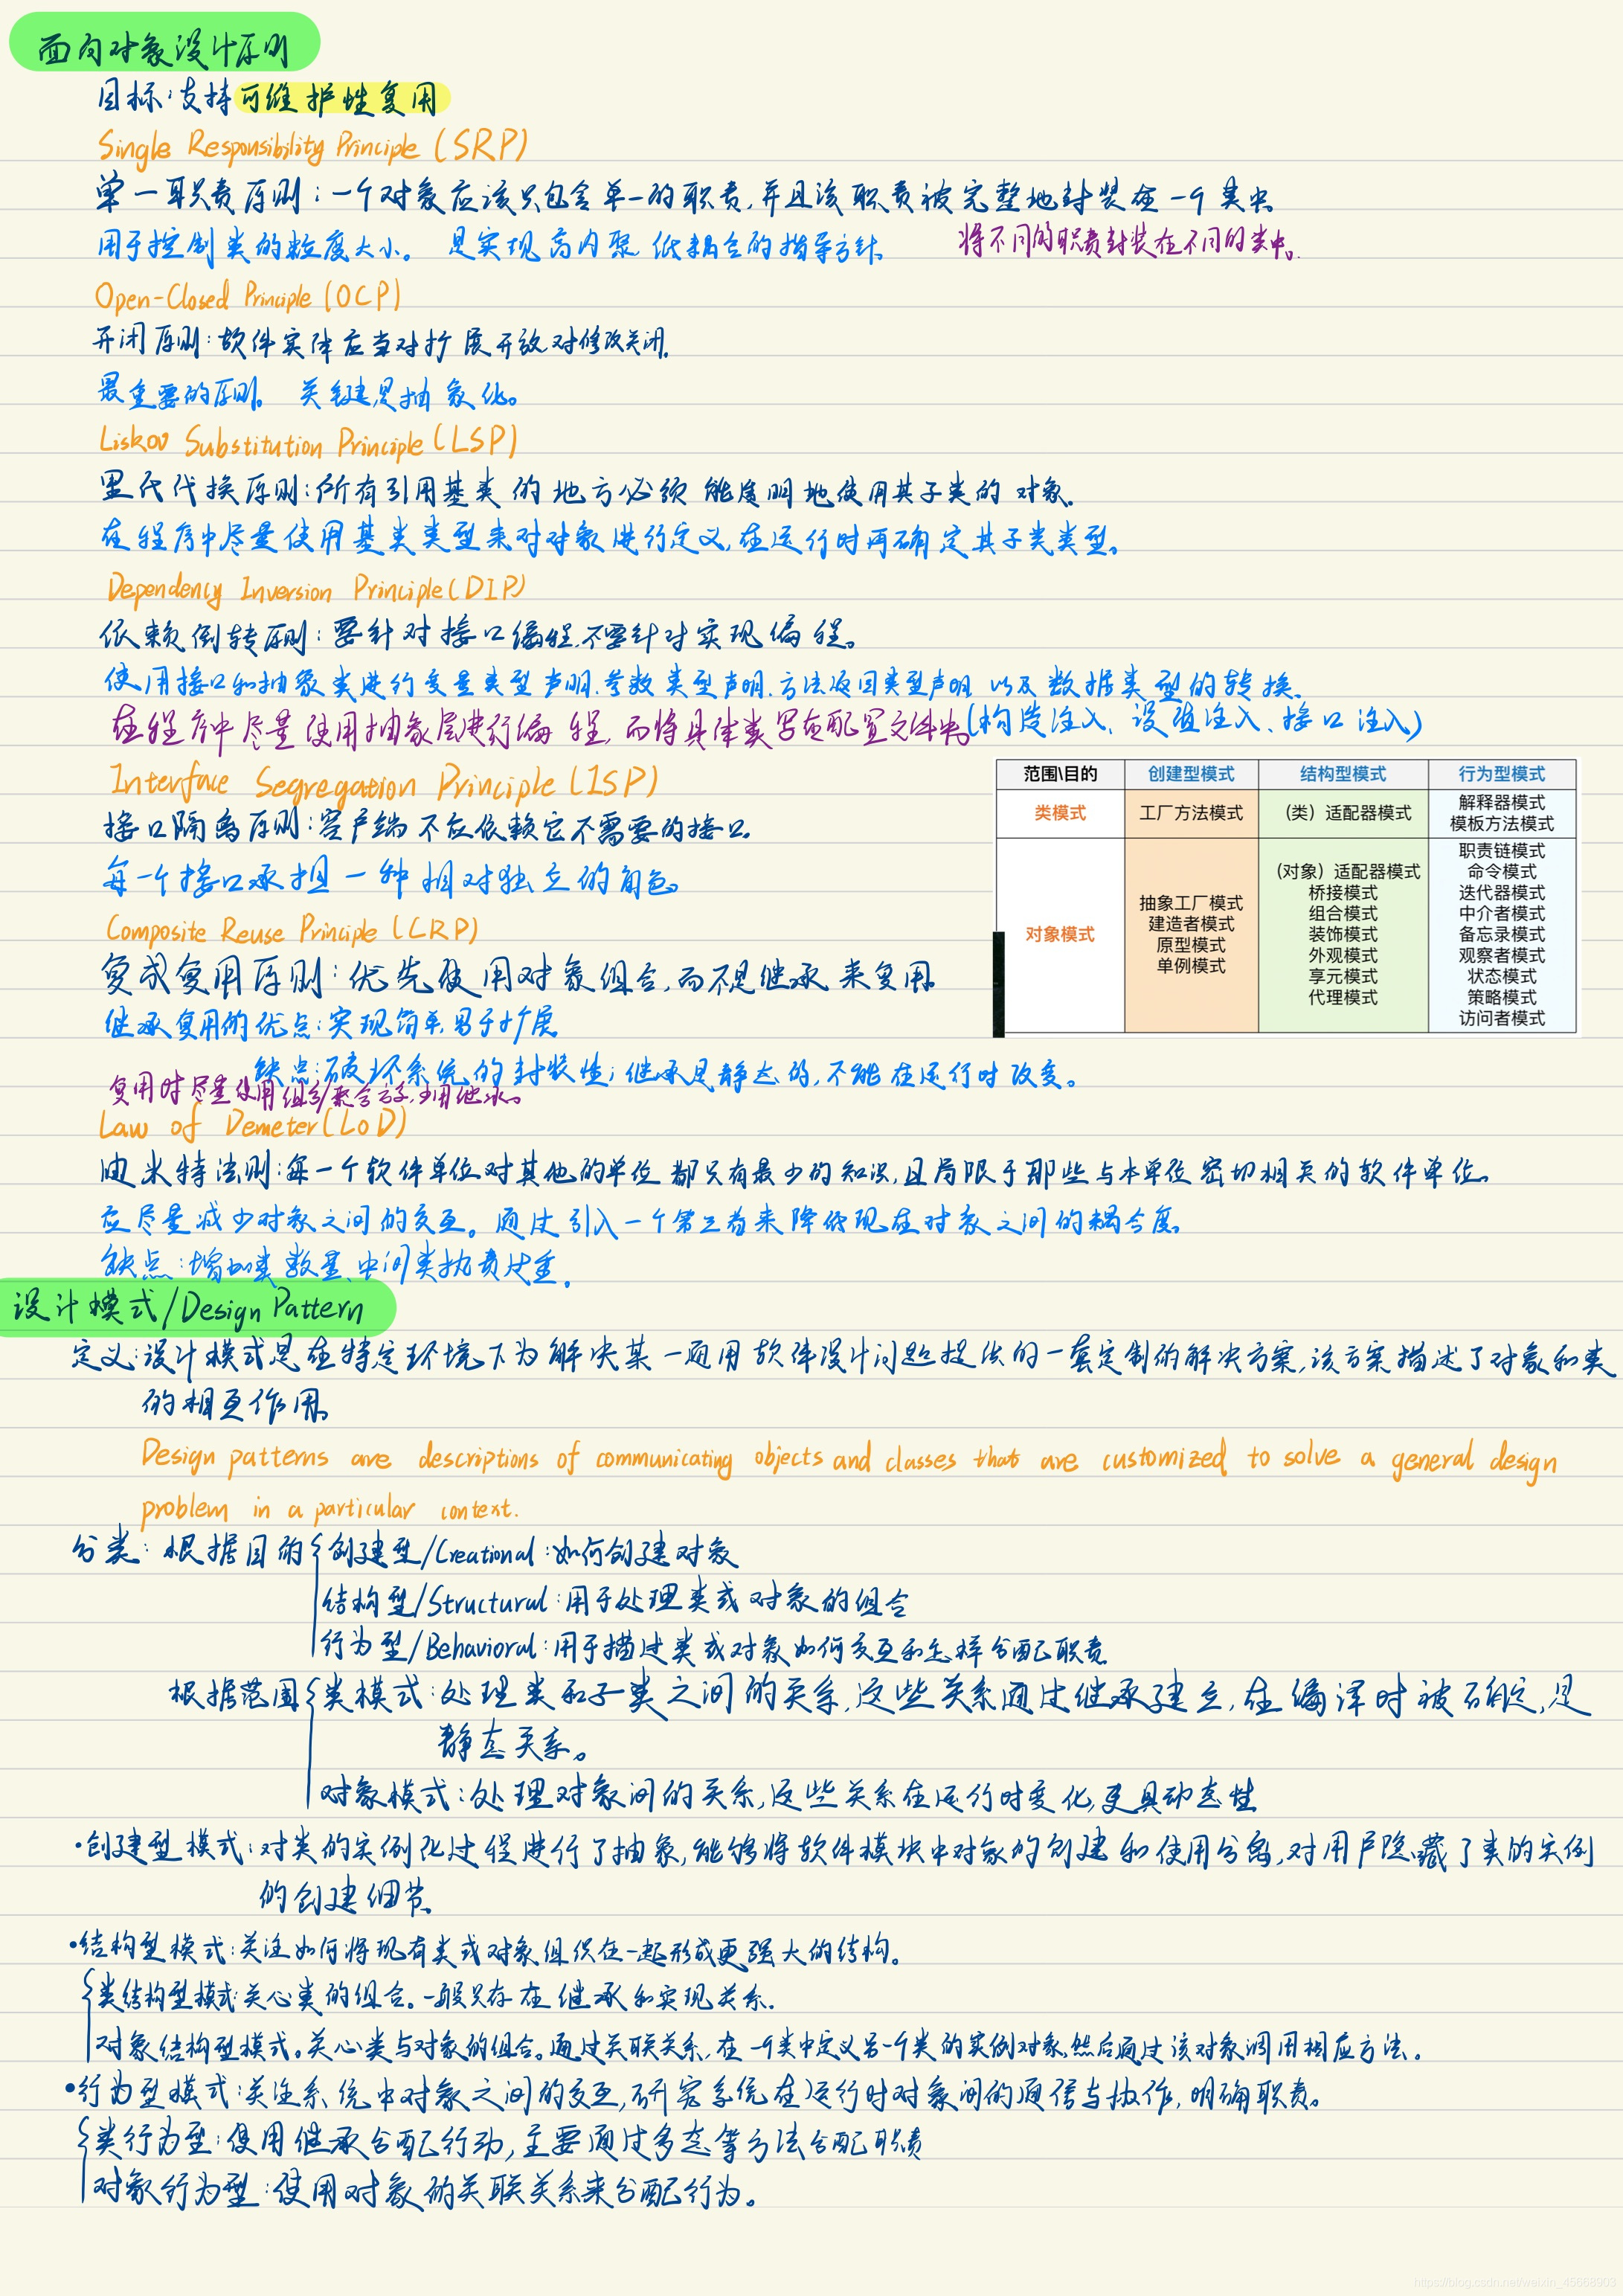 面向对象设计原则
目标:支持可维护性复用
Single Responsibility Principle (SRP)
单一职责原则:一个对象应该只包含单一的职责,并且该职责被完整地封装在一个类中.
用于控制类的粒度大小。 是实现高内聚 低耦合的指导方针. 将不同的职责封装在不同的类中。
Open-Closed Principle (OCP)
开闭原则:软件实体应当对扩展开放对修改关闭.
最重要的原则。 关键是抽象化。
Liskov Substitution Principle (LSP)
里氏代换原则:所有引用基类的地方必须能透明地使用其子类的对象.
在程序中尽量使用基类类型来对对象进行定义,在运行时再确定其子类类型。
Dependency Inversion Principle (DIP)
依赖倒转原则:要针对接口编程,不要针对实现编程。
使用接口和抽象类进行变量类型声明、参数类型声明、方法返回类型声明 以及数据类型的转换、
在程序中尽量使用抽象层进行编程,而将具体类写在配置文件中。(构造注入、设值注入、接口注入)
Interface Segregation Principle (ISP)
接口隔离原则:客户端不应依赖它不需要的接口.
每一个接口承担一种相对独立的角色。
范围\目的 创建型模式 结构型模式 行为型模式
类模式 工厂方法模式 (类) 适配器模式 解释器模式
模板方法模式
对象模式 抽象工厂模式
建造者模式
原型模式
单例模式
(对象) 适配器模式
桥接模式
组合模式
装饰模式
外观模式
享元模式
代理模式
职责链模式
命令模式
迭代器模式
中介者模式
备忘录模式
观察者模式
状态模式
策略模式
访问者模式
Composite Reuse Principle (CRP)
复成复用原则:优先使用对象组合,而不是继承来复用.
继承复用的优点:实现简单,易于扩展
缺点:破坏系统的封装性;继承是静态的,不能在运行时改变。
复用时尽量使用组合/聚合关系,少用继承。
Law of Demeter (LoD)
迪米特法则:每一个软件单位对其他的单位都只有最少的知识,且局限于那些与本单位密切相关的软件单位。
应尽量减少对象之间的交互。通过引入一个第三者来降低现在对象之间的耦合度。
缺点:增加类数量、中间类执责过重。
设计模式/Design Pattern
定义:设计模式是在特定环境下为解决某一通用软件设计问题提供的一套定制的解决方案,该方案描述了对象和类
的相互作用。
Design patterns are descriptions of communicating objects and classes that are customized to solve a general design
problem in a particular context.
分类:根据目的 创建型/Creational:如何创建对象
结构型/Structural:用于处理类或对象的组合
行为型/Behavioral:用于描述类或对象如何交互和怎样分配职责
根据范围 类模式:处理类和子类之间的关系,这些关系通过继承建立,在编译时被确定,是
静态关系。
对象模式:处理对象间的关系,这些关系在运行时变化,更具动态性
•创建型模式:对类的实例化过程进行了抽象,能够将软件模块中对象的创建和使用分离,对用户隐藏了类的实例
的创建细节.
•结构型模式:关注如何将现有类或对象组织在一起形成更强大的结构。
类结构型模式:关心类的组合。一般只存在继承和实现关系.
对象结构型模式。关心类与对象的组合。通过关联关系,在一个类中定义另一个类的实例对象,然后通过该对象调用相应方法。
•行为型模式:关注系统中对象之间的交互,研究系统在运行时对象间的通信与协作,明确职责。
类行为型:使用继承分配行动,主要通过多态等方法分配职责
对象行为型:使用对象的关联关系来分配行为。
https://blog.csdn.net/weixin_45668903